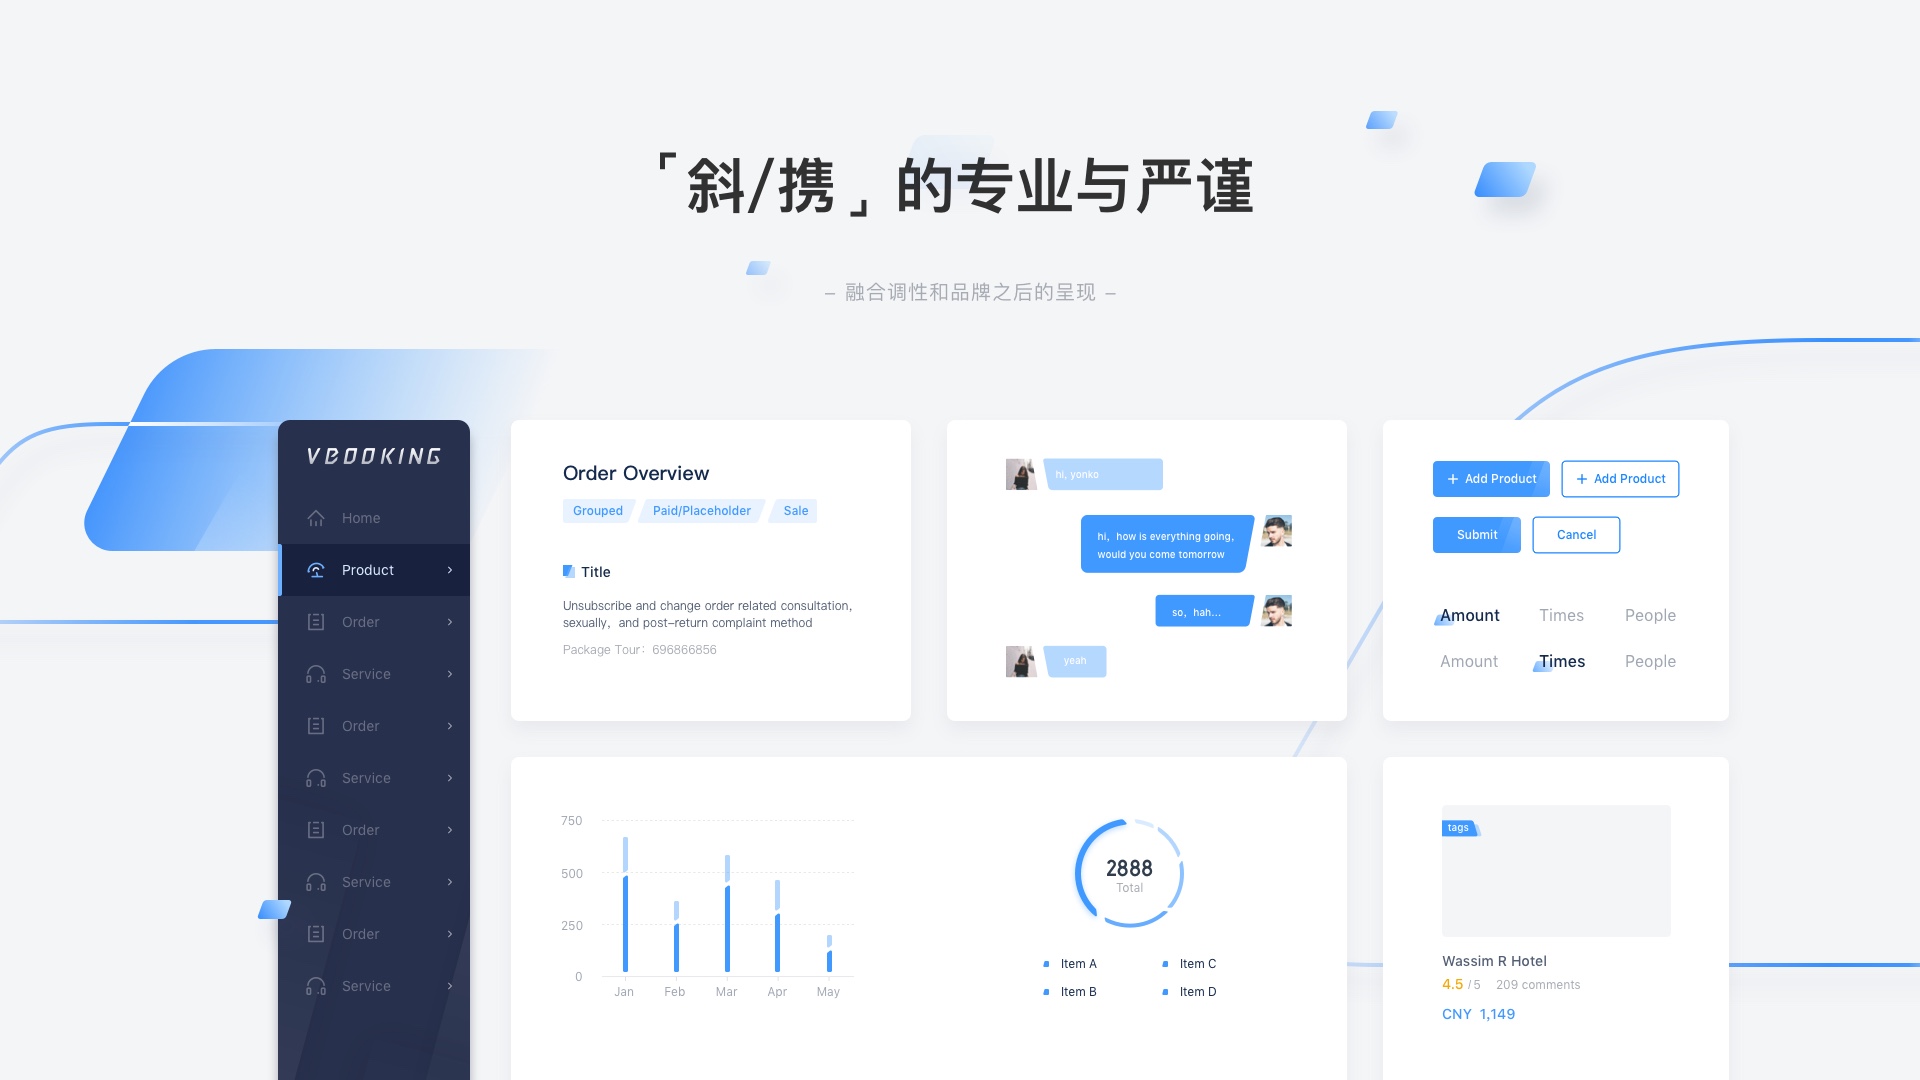 「斜/携」的专业与严谨
– 融合调性和品牌之后的呈现 –
VBOOKING
Home
Product
Order
Service
Order
Service
Order
Service
Order
Service
Order Overview
Grouped
Paid/Placeholder
Sale
Title
Unsubscribe and change order related consultation,
sexually, and post-return complaint method
Package Tour: 696866856
hi, yonko
hi, how is everything going,
would you come tomorrow
so, hah...
yeah
+ Add Product
+ Add Product
Submit
Cancel
Amount Times People
Amount Times People
750
500
250
0
Jan Feb Mar Apr May
2888
Total
Item A
Item C
Item B
Item D
tags
Wassim R Hotel
4.5 / 5 209 comments
CNY 1,149